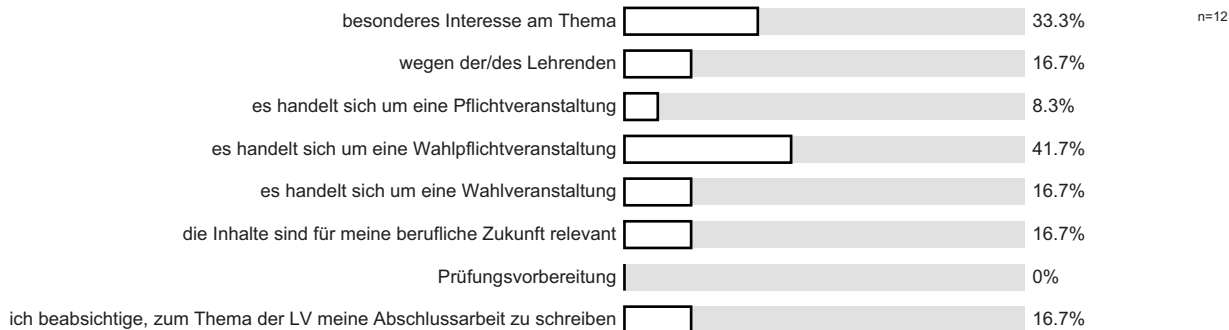 besonderes Interesse am Thema 33.3% n=12
wegen der/des Lehrenden 16.7%
es handelt sich um eine Pflichtveranstaltung 8.3%
es handelt sich um eine Wahlpflichtveranstaltung 41.7%
es handelt sich um eine Wahlveranstaltung 16.7%
die Inhalte sind für meine berufliche Zukunft relevant 16.7%
Prüfungsvorbereitung 0%
ich beabsichtige, zum Thema der LV meine Abschlussarbeit zu schreiben 16.7%